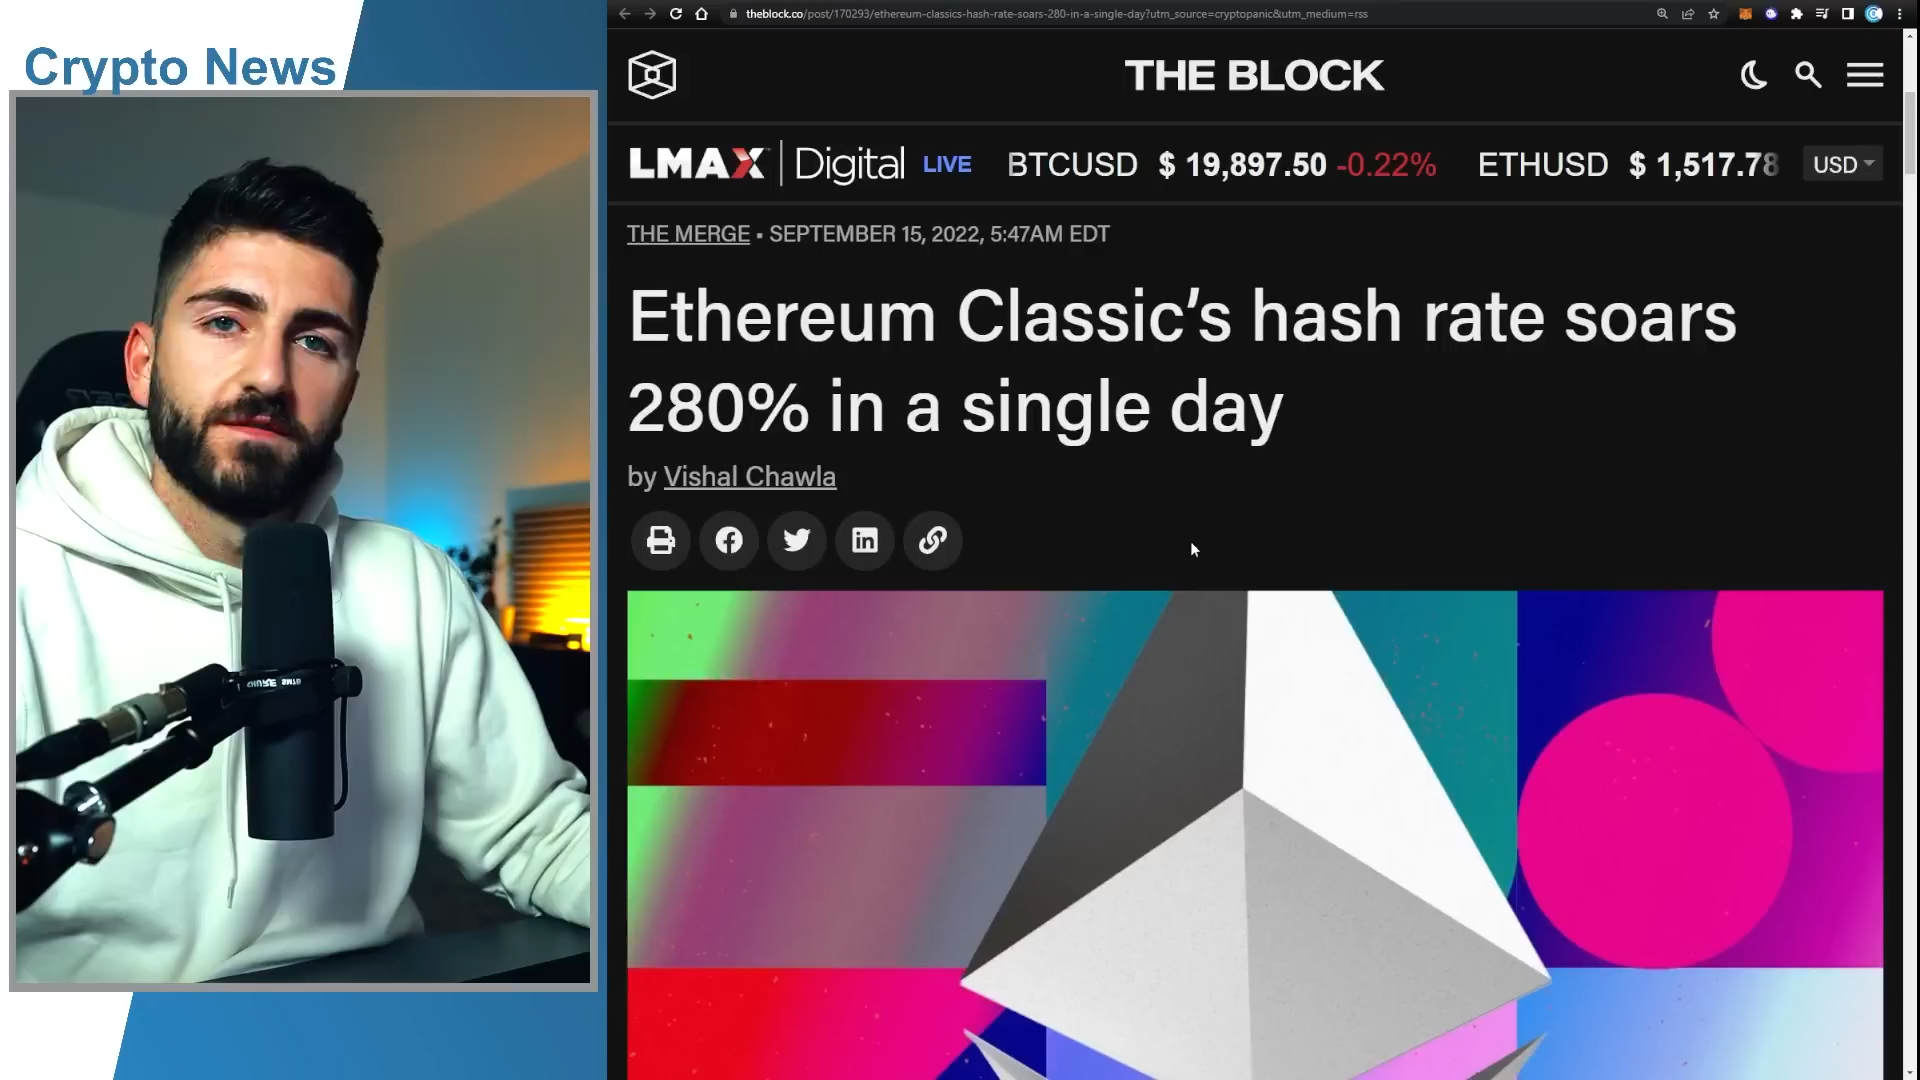 Crypto News
theblock.co/post/170293/ethereum-classics-hash-rate-soars-280-in-a-single-day?utm_source=cryptopanic&utm_medium=rss
THE BLOCK
LMAX Digital LIVE BTCUSD $ 19,897.50 -0.22% ETHUSD $ 1,517.78 USD
THE MERGE • SEPTEMBER 15, 2022, 5:47AM EDT
Ethereum Classic’s hash rate soars
280% in a single day
by Vishal Chawla
SHURE SM7B